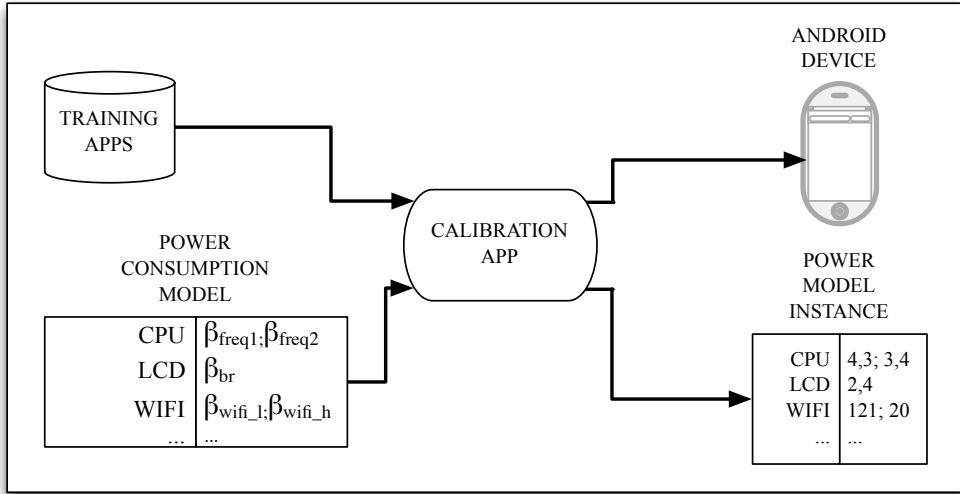 TRAINING
APPS
POWER
CONSUMPTION
MODEL
CPU βfreq1;βfreq2
LCD βbr
WIFI βwifi_l;βwifi_h
... ...
CALIBRATION
APP
ANDROID
DEVICE
POWER
MODEL
INSTANCE
CPU 4,3; 3,4
LCD 2,4
WIFI 121; 20
... ...